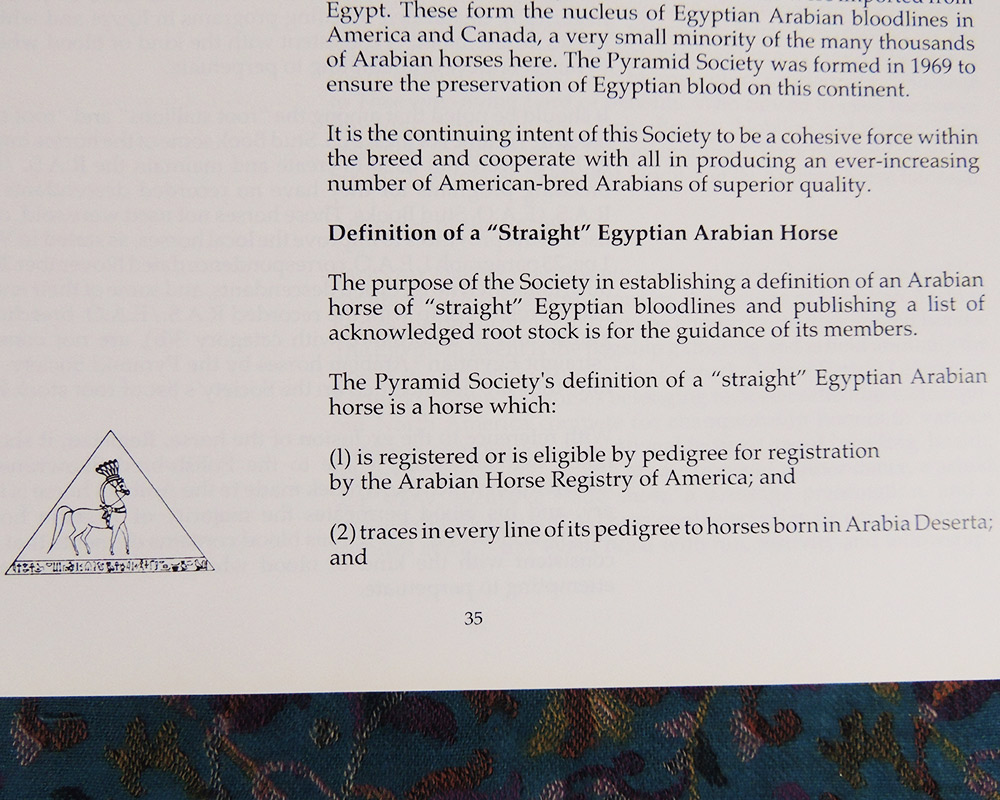 imported from
Egypt. These form the nucleus of Egyptian Arabian bloodlines in
America and Canada, a very small minority of the many thousands
of Arabian horses here. The Pyramid Society was formed in 1969 to
ensure the preservation of Egyptian blood on this continent.
It is the continuing intent of this Society to be a cohesive force within
the breed and cooperate with all in producing an ever-increasing
number of American-bred Arabians of superior quality.
Definition of a “Straight” Egyptian Arabian Horse
The purpose of the Society in establishing a definition of an Arabian
horse of “straight” Egyptian bloodlines and publishing a list of
acknowledged root stock is for the guidance of its members.
The Pyramid Society's definition of a “straight” Egyptian Arabian
horse is a horse which:
(l) is registered or is eligible by pedigree for registration
by the Arabian Horse Registry of America; and
(2) traces in every line of its pedigree to horses born in Arabia Deserta;
and
35